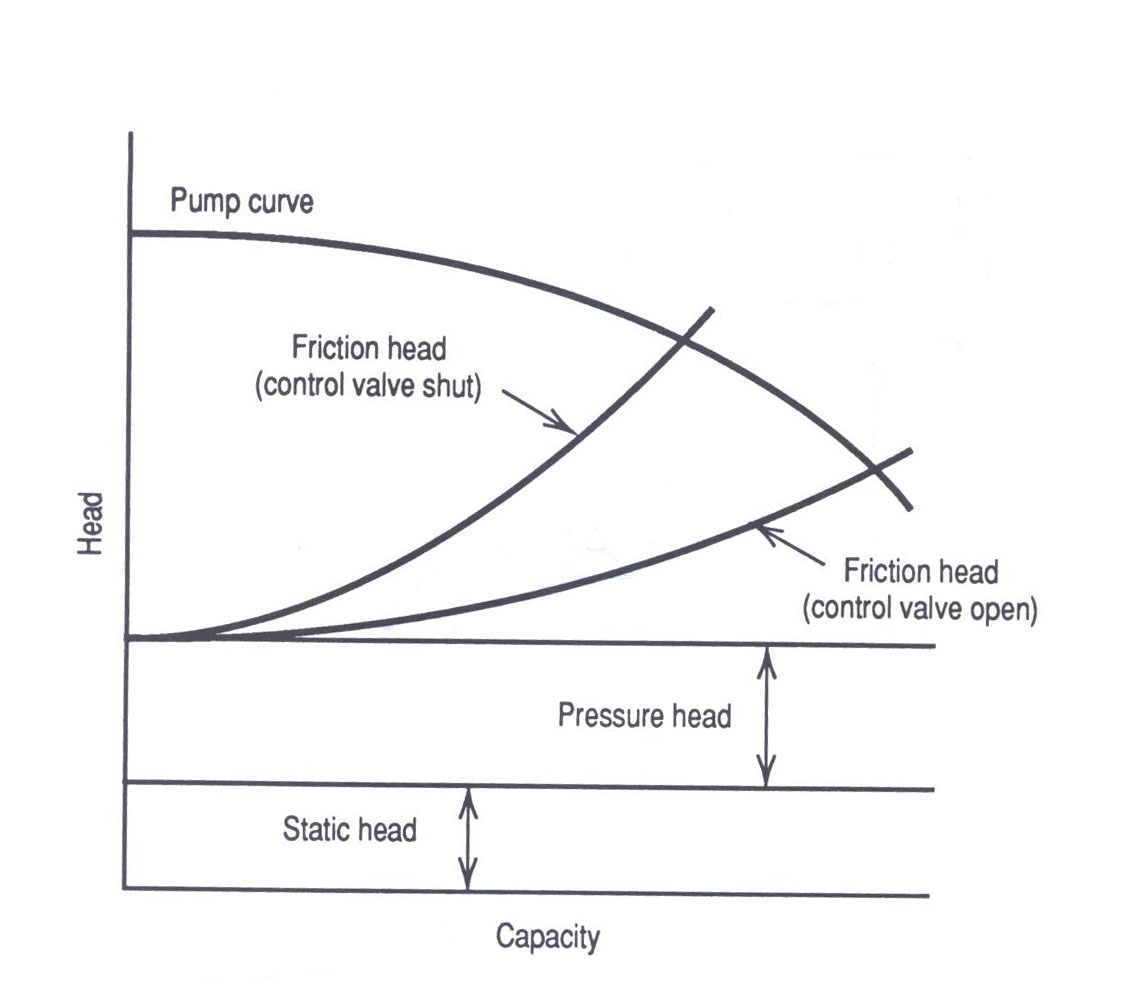 Pump curve
Friction head
(control valve shut)
Head
Friction head
(control valve open)
Pressure head
Static head
Capacity